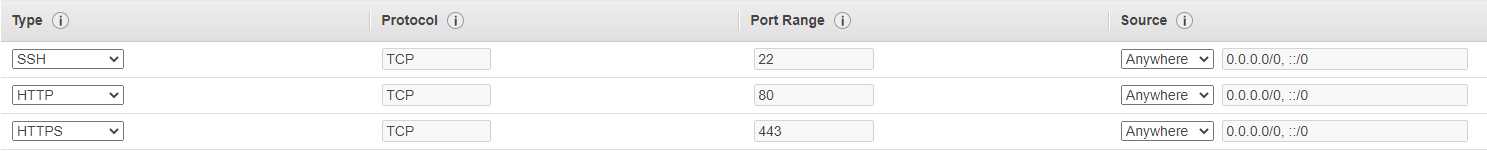 Type Protocol Port Range Source
SSH TCP 22 Anywhere 0.0.0.0/0, ::/0
HTTP TCP 80 Anywhere 0.0.0.0/0, ::/0
HTTPS TCP 443 Anywhere 0.0.0.0/0, ::/0